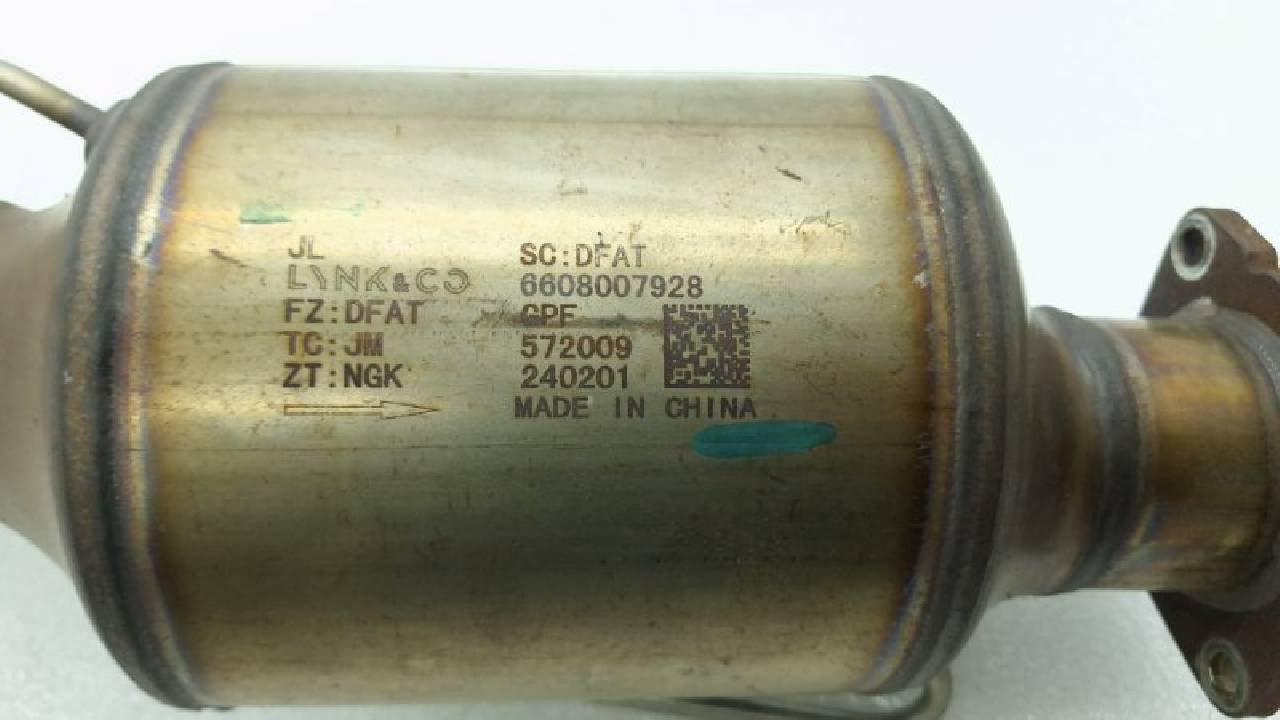 JL
LYNK&CO
FZ:DFAT
TC:JM
ZT:NGK
SC:DFAT
6608007928
GPF
572009
240201
MADE IN CHINA